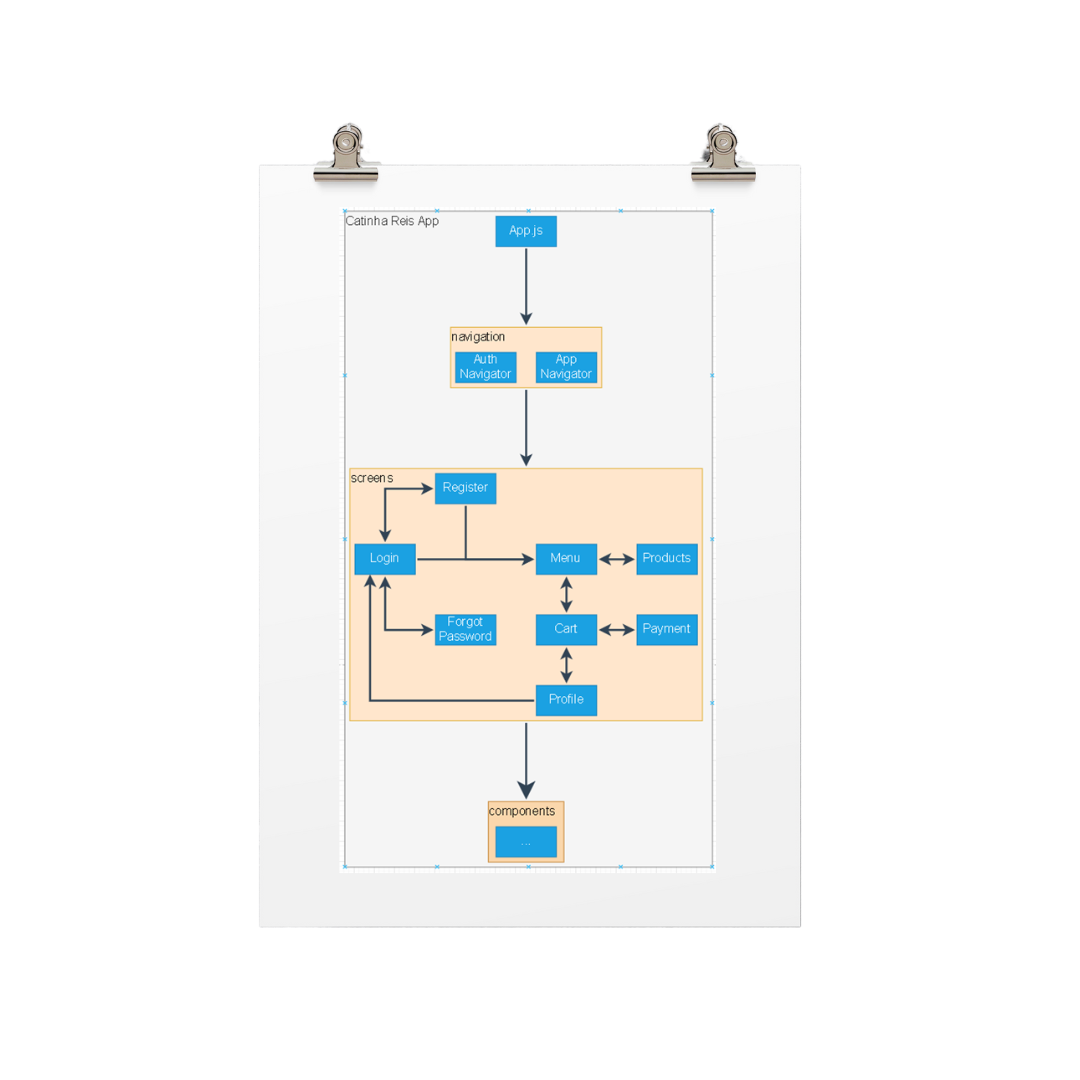 Catinha Reis App
App.js
navigation
Auth
Navigator
App
Navigator
screens
Register
Login
Menu
Products
Forgot
Password
Cart
Payment
Profile
components
...